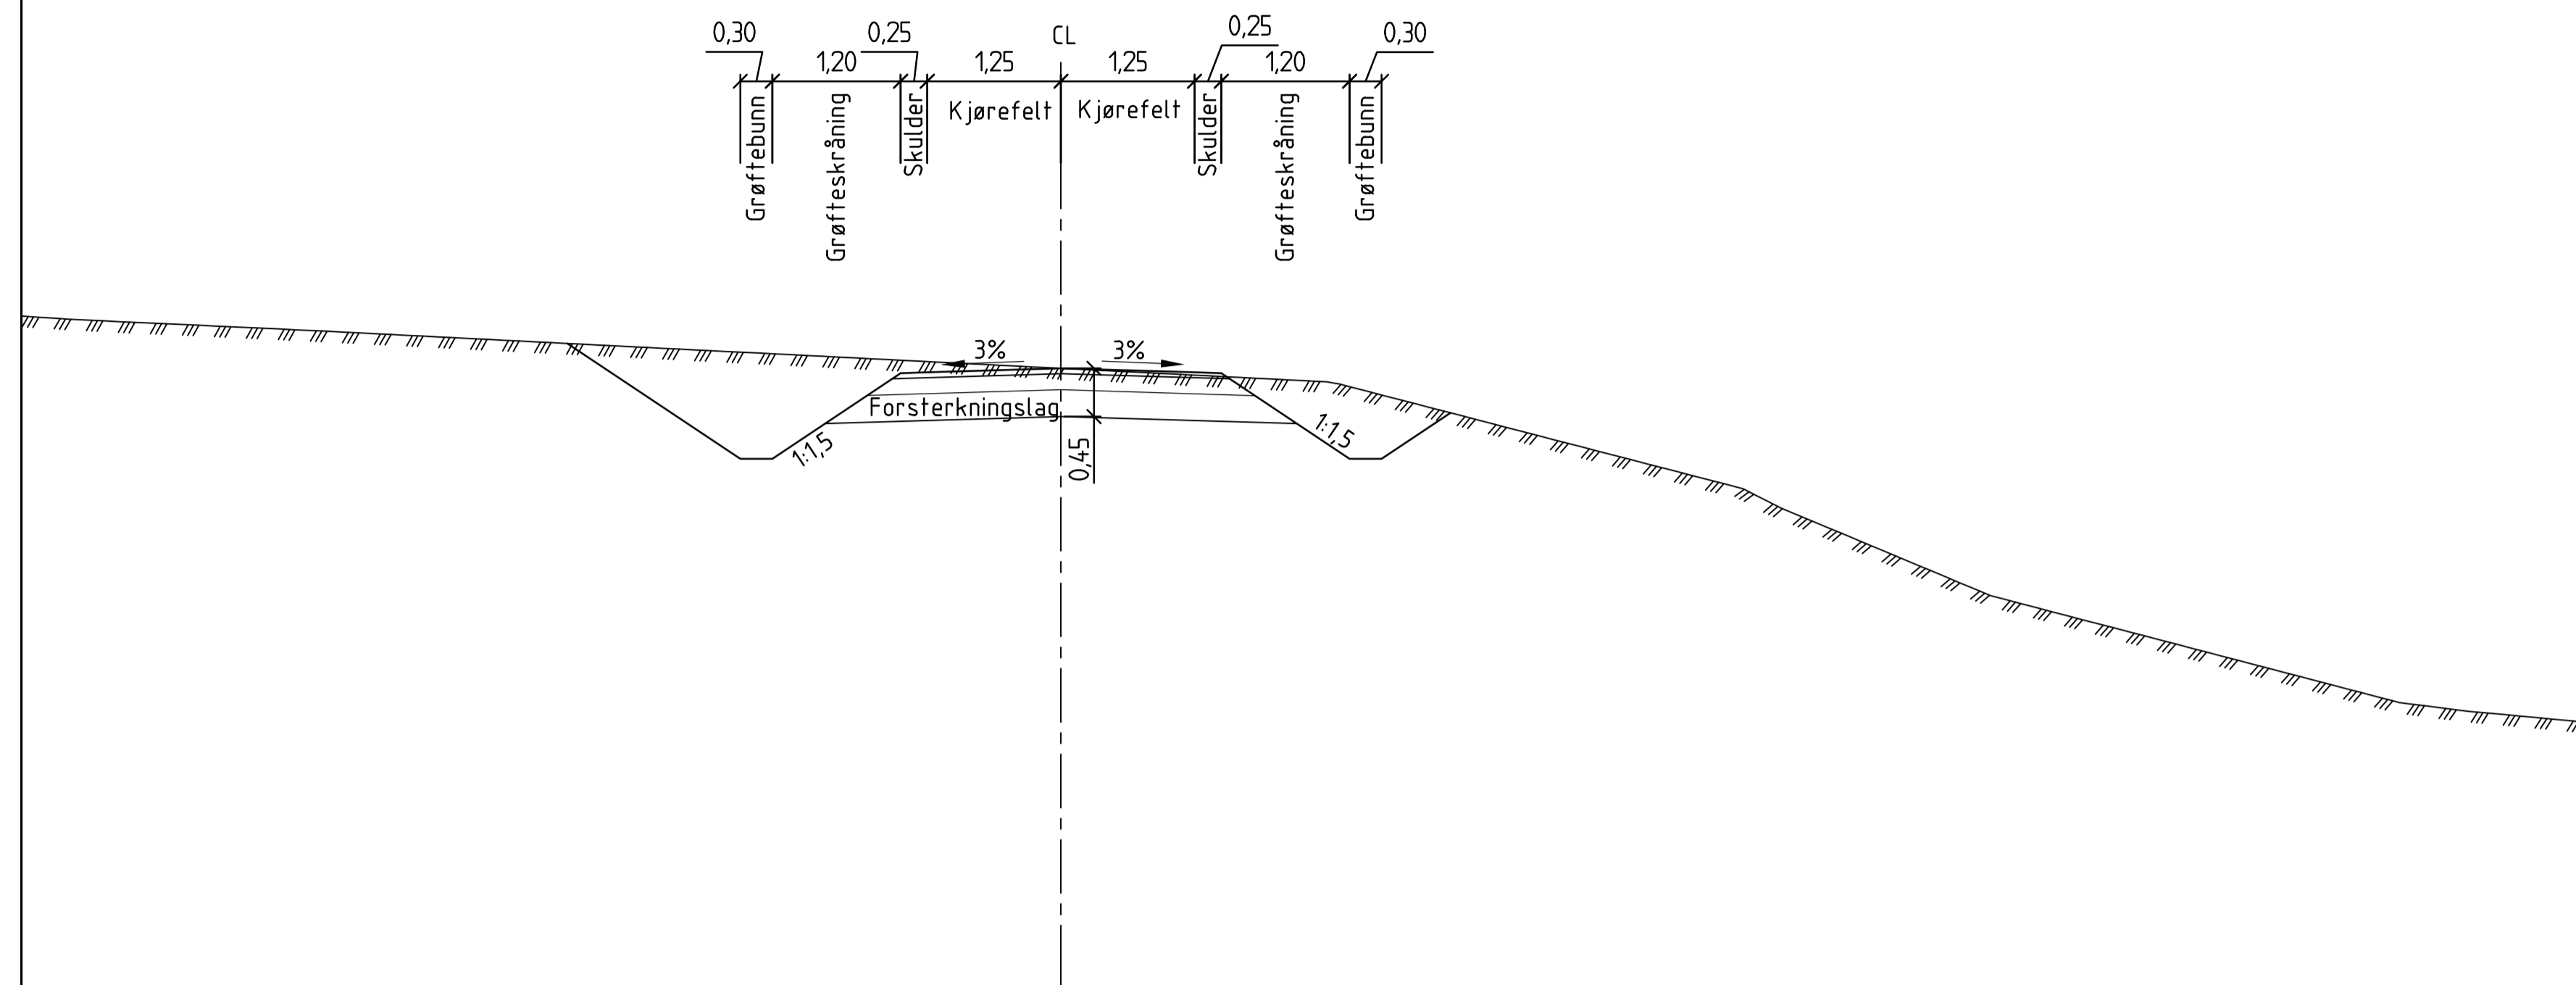 0,30
0,25
CL
0,25
0,30
1,20
1,25
1,25
1,20
Grøftebunn
Grøfteskråning
Skulder
Kjørefelt
Kjørefelt
Skulder
Grøfteskråning
Grøftebunn
3%
3%
Forsterkningslag
1:1,5
0,45
1:1,5